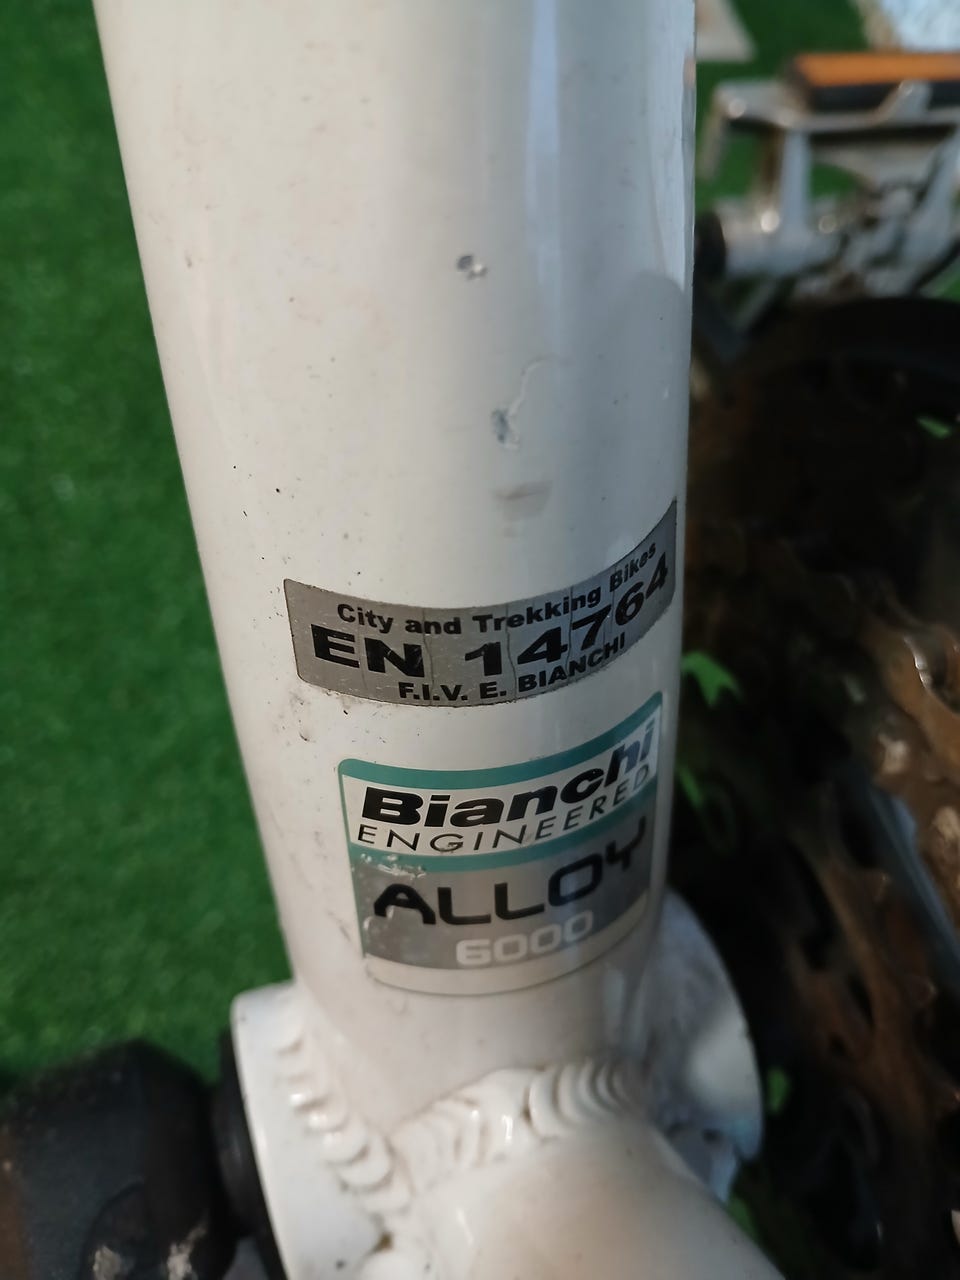 City and Trekking Bikes
EN 14764
F.I.V. E. BIANCHI
Bianchi
ENGINEERED
ALLOY
6000